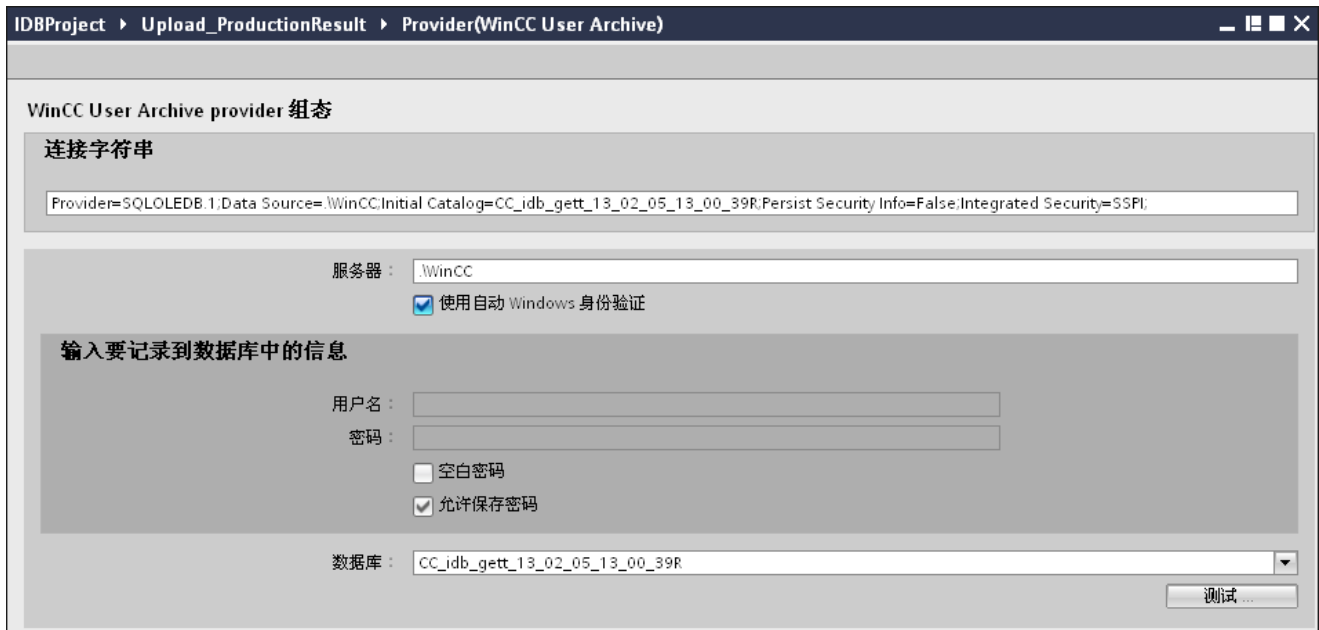 IDBProject ▸ Upload_ProductionResult ▸ Provider(WinCC User Archive)
WinCC User Archive provider 组态
连接字符串
Provider=SQLOLEDB.1;Data Source=.\WinCC;Initial Catalog=CC_idb_gett_13_02_05_13_00_39R;Persist Security Info=False;Integrated Security=SSPI;
服务器： .\WinCC
使用自动 Windows 身份验证
输入要记录到数据库中的信息
用户名：
密码：
空白密码
允许保存密码
数据库： CC_idb_gett_13_02_05_13_00_39R
测试 ...